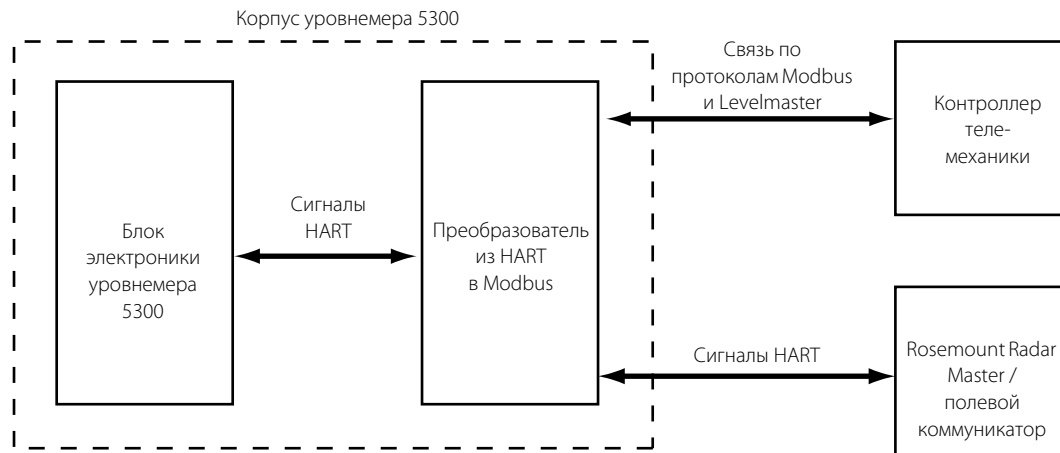 Корпус уровнемера 5300
Связь по
протоколам Modbus
и Levelmaster
Контроллер
теле-
механики
Сигналы
HART
Блок
электроники
уровнемера
5300
Преобразователь
из HART
в Modbus
Сигналы HART
Rosemount Radar
Master /
полевой
коммуникатор